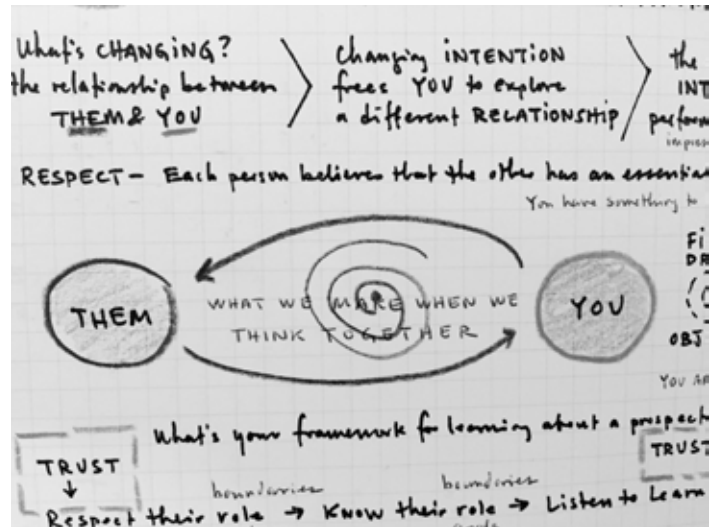 What's CHANGING?
the relationship between
THEM & YOU
Changing INTENTION
frees YOU to explore
a different RELATIONSHIP
the
INT
perform
RESPECT - Each person believes that the other has an essential
You have something to
THEM
WHAT WE MAKE WHEN WE
THINK TOGETHER
YOU
FI
DR
OBJ
YOU AR
What's your framework for learning about a prospect
TRUST
↓
boundaries
boundaries
Respect their role → KNOW their role → Listen to Learn
TRUST